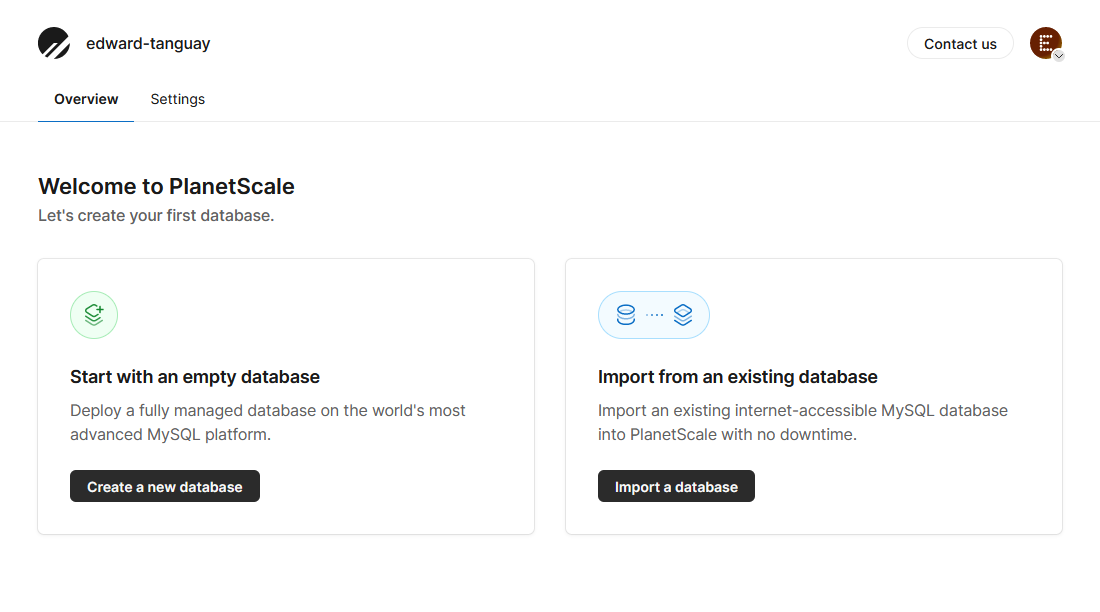 edward-tanguay
Contact us
E
Overview
Settings
Welcome to PlanetScale
Let's create your first database.
Start with an empty database
Deploy a fully managed database on the world's most
advanced MySQL platform.
Create a new database
Import from an existing database
Import an existing internet-accessible MySQL database
into PlanetScale with no downtime.
Import a database